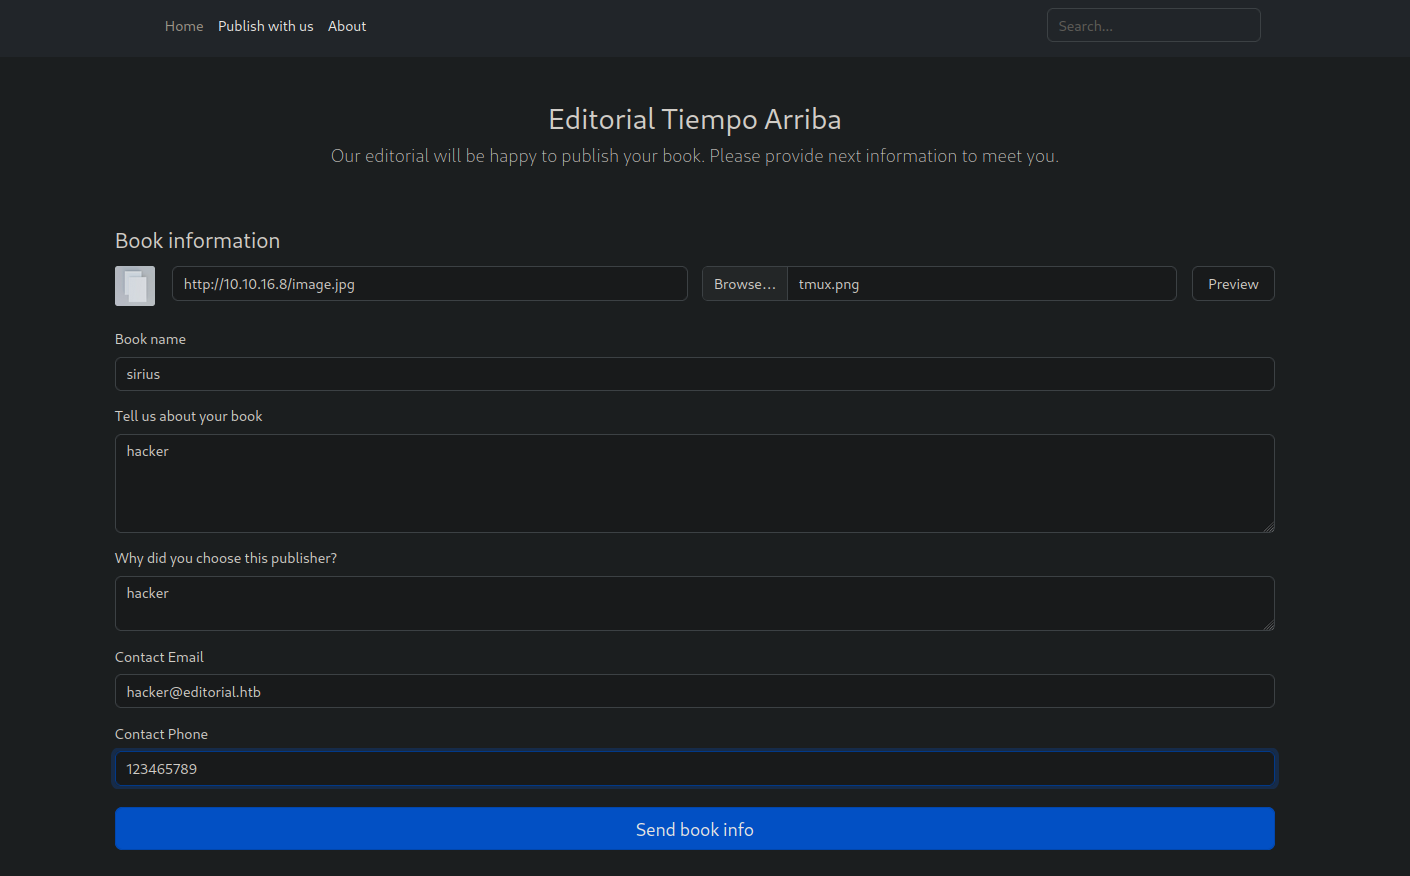 Home Publish with us About Search...
Editorial Tiempo Arriba
Our editorial will be happy to publish your book. Please provide next information to meet you.
Book information
http://10.10.16.8/image.jpg Browse... tmux.png Preview
Book name
sirius
Tell us about your book
hacker
Why did you choose this publisher?
hacker
Contact Email
hacker@editorial.htb
Contact Phone
123465789
Send book info